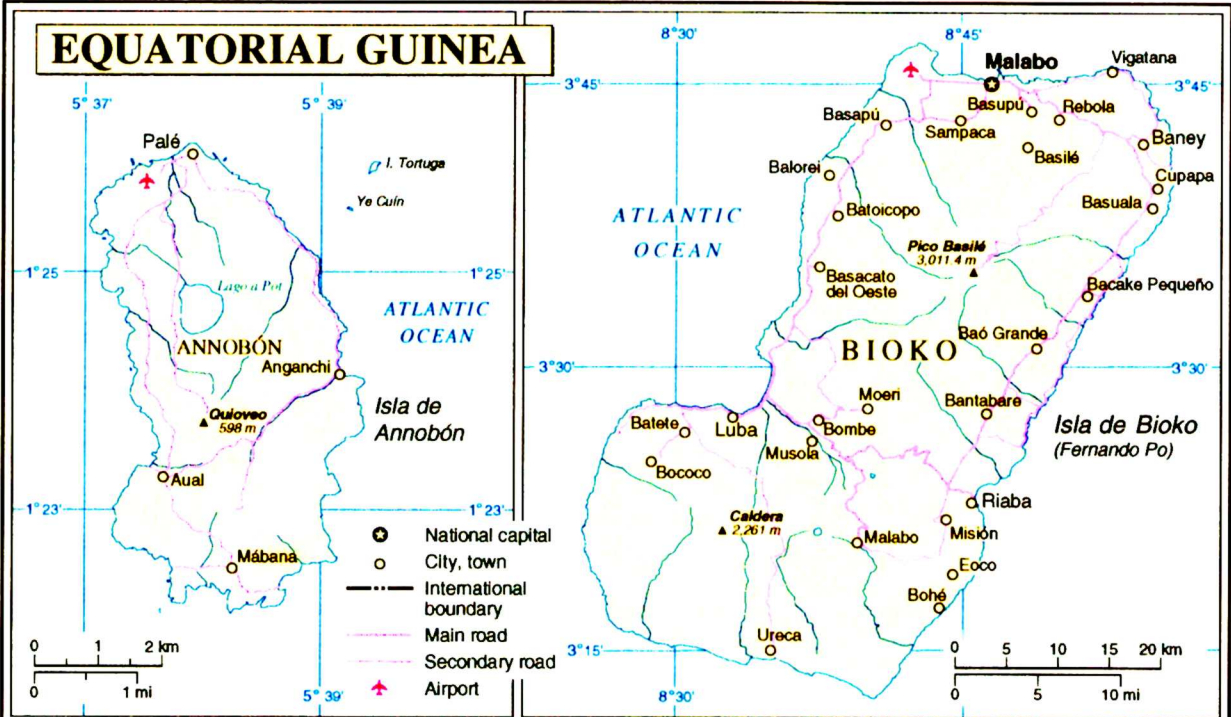 EQUATORIAL GUINEA
5° 37'
5° 39'
Palé
I. Tortuga
Ye Cuín
1° 25'
1° 25'
Lago a Pot
ATLANTIC
OCEAN
ANNOBÓN
Anganchi
Quioveo
598 m
Isla de
Annobón
Aual
1° 23'
1° 23'
Mábana
5° 39'
0 1 2 km
0 1 mi
National capital
City, town
International
boundary
Main road
Secondary road
Airport
8° 30'
8° 45'
Malabo
Vigatana
3° 45'
3° 45'
Basapú
Sampaca
Basupú
Rebola
Baney
Basilé
Balorei
Cupapa
Batoicopo
Basuala
ATLANTIC
OCEAN
Pico Basilé
3,011.4 m
Basacato
del Oeste
Bacake Pequeño
Baó Grande
BIOKO
3° 30'
3° 30'
Moeri
Bantabare
Batete
Luba
Bombe
Isla de Bioko
(Fernando Po)
Musola
Bococo
Riaba
Caldera
2,261 m
Misión
Malabo
Eoco
Bohé
Ureca
3° 15'
0 5 10 15 20 km
0 5 10 mi
8° 30'
8° 45'